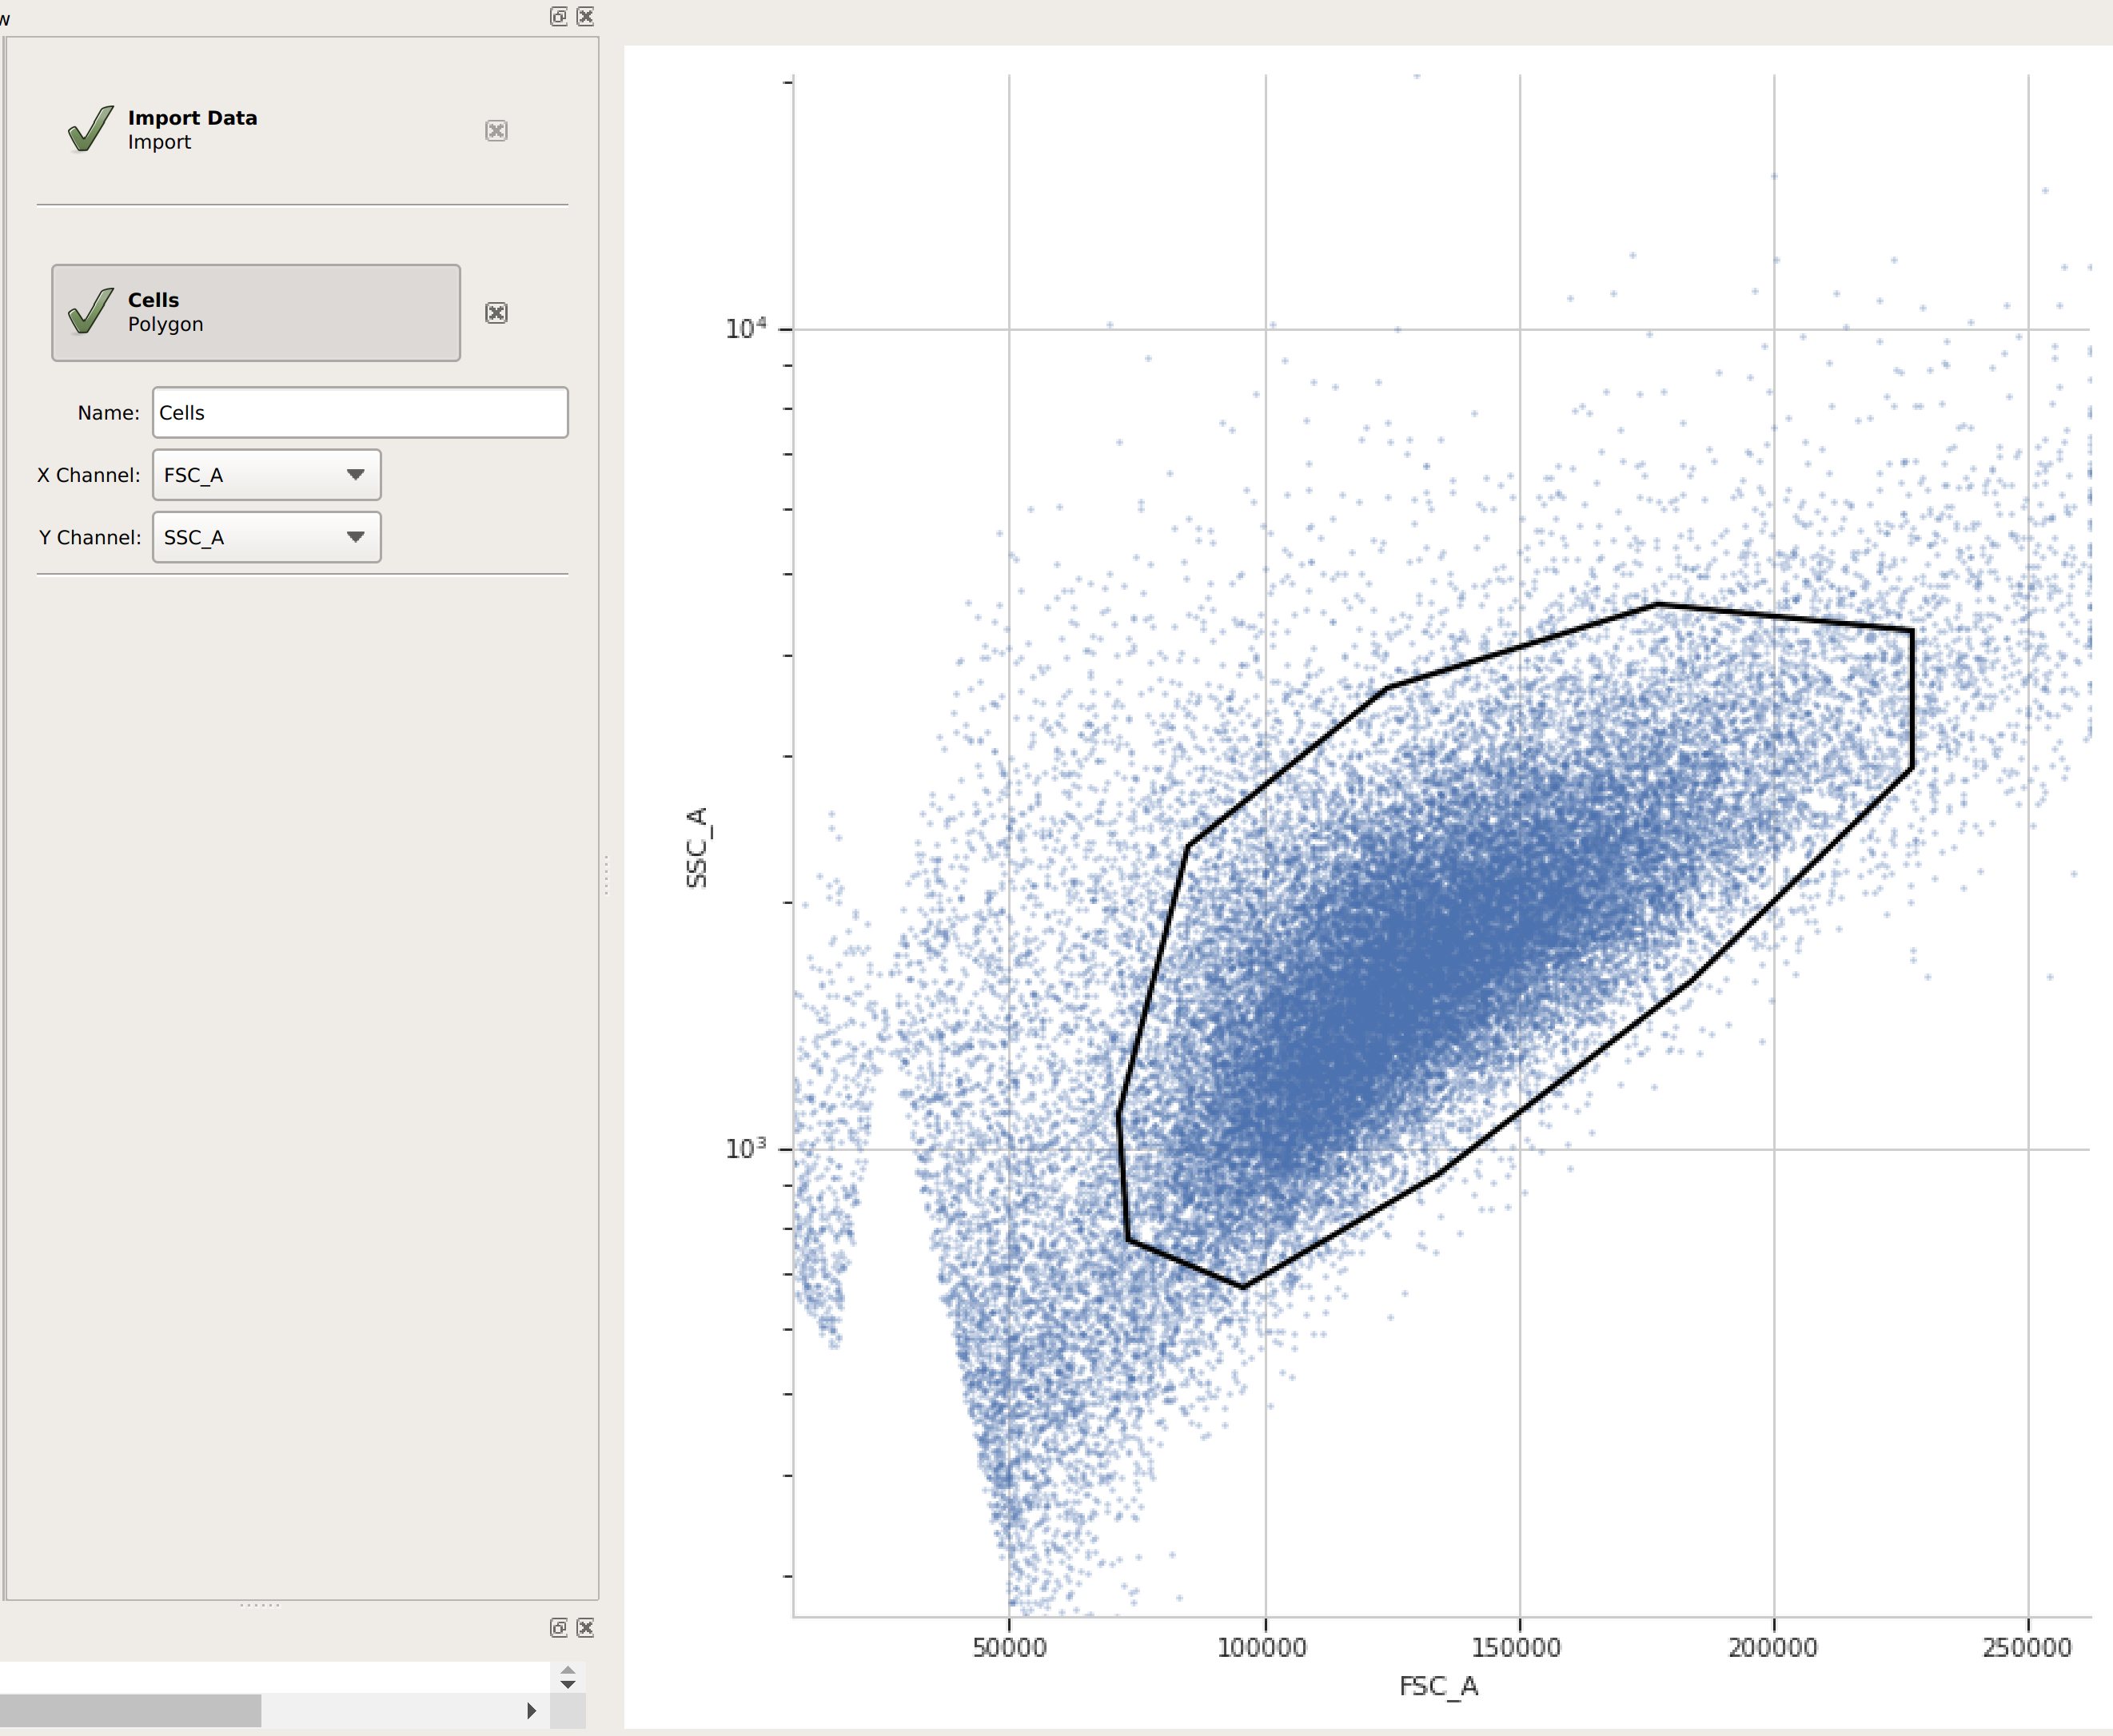 w
Import Data
Import
Cells
Polygon
Name: Cells
X Channel: FSC_A
Y Channel: SSC_A
10⁴
10³
SSC_A
50000 100000 150000 200000 250000
FSC_A